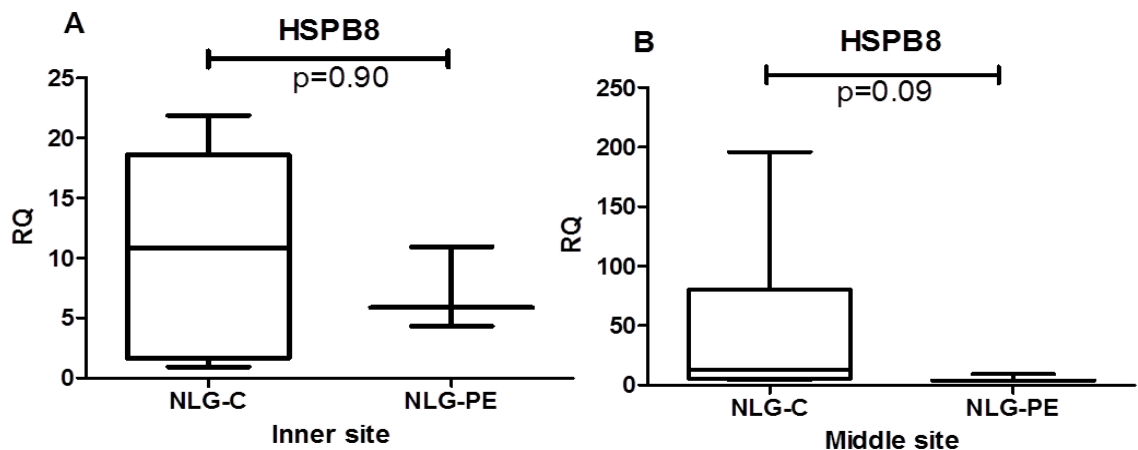 A
HSPB8
p=0.90
25
20
15
10
5
0
RQ
NLG-C NLG-PE
Inner site
B
HSPB8
p=0.09
250
200
150
100
50
0
RQ
NLG-C NLG-PE
Middle site